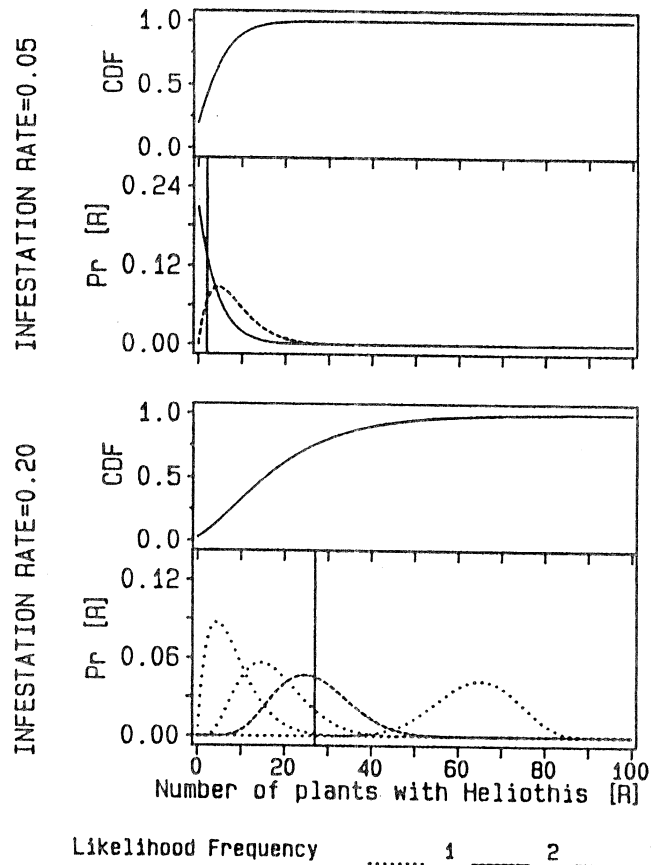 INFESTATION RATE=0.05
CDF
1.0
0.5
0.0
Pr [R]
0.24
0.12
0.00
INFESTATION RATE=0.20
CDF
1.0
0.5
0.0
Pr [R]
0.12
0.06
0.00
0 20 40 60 80 100
Number of plants with Heliothis [R]
Likelihood Frequency 1 2